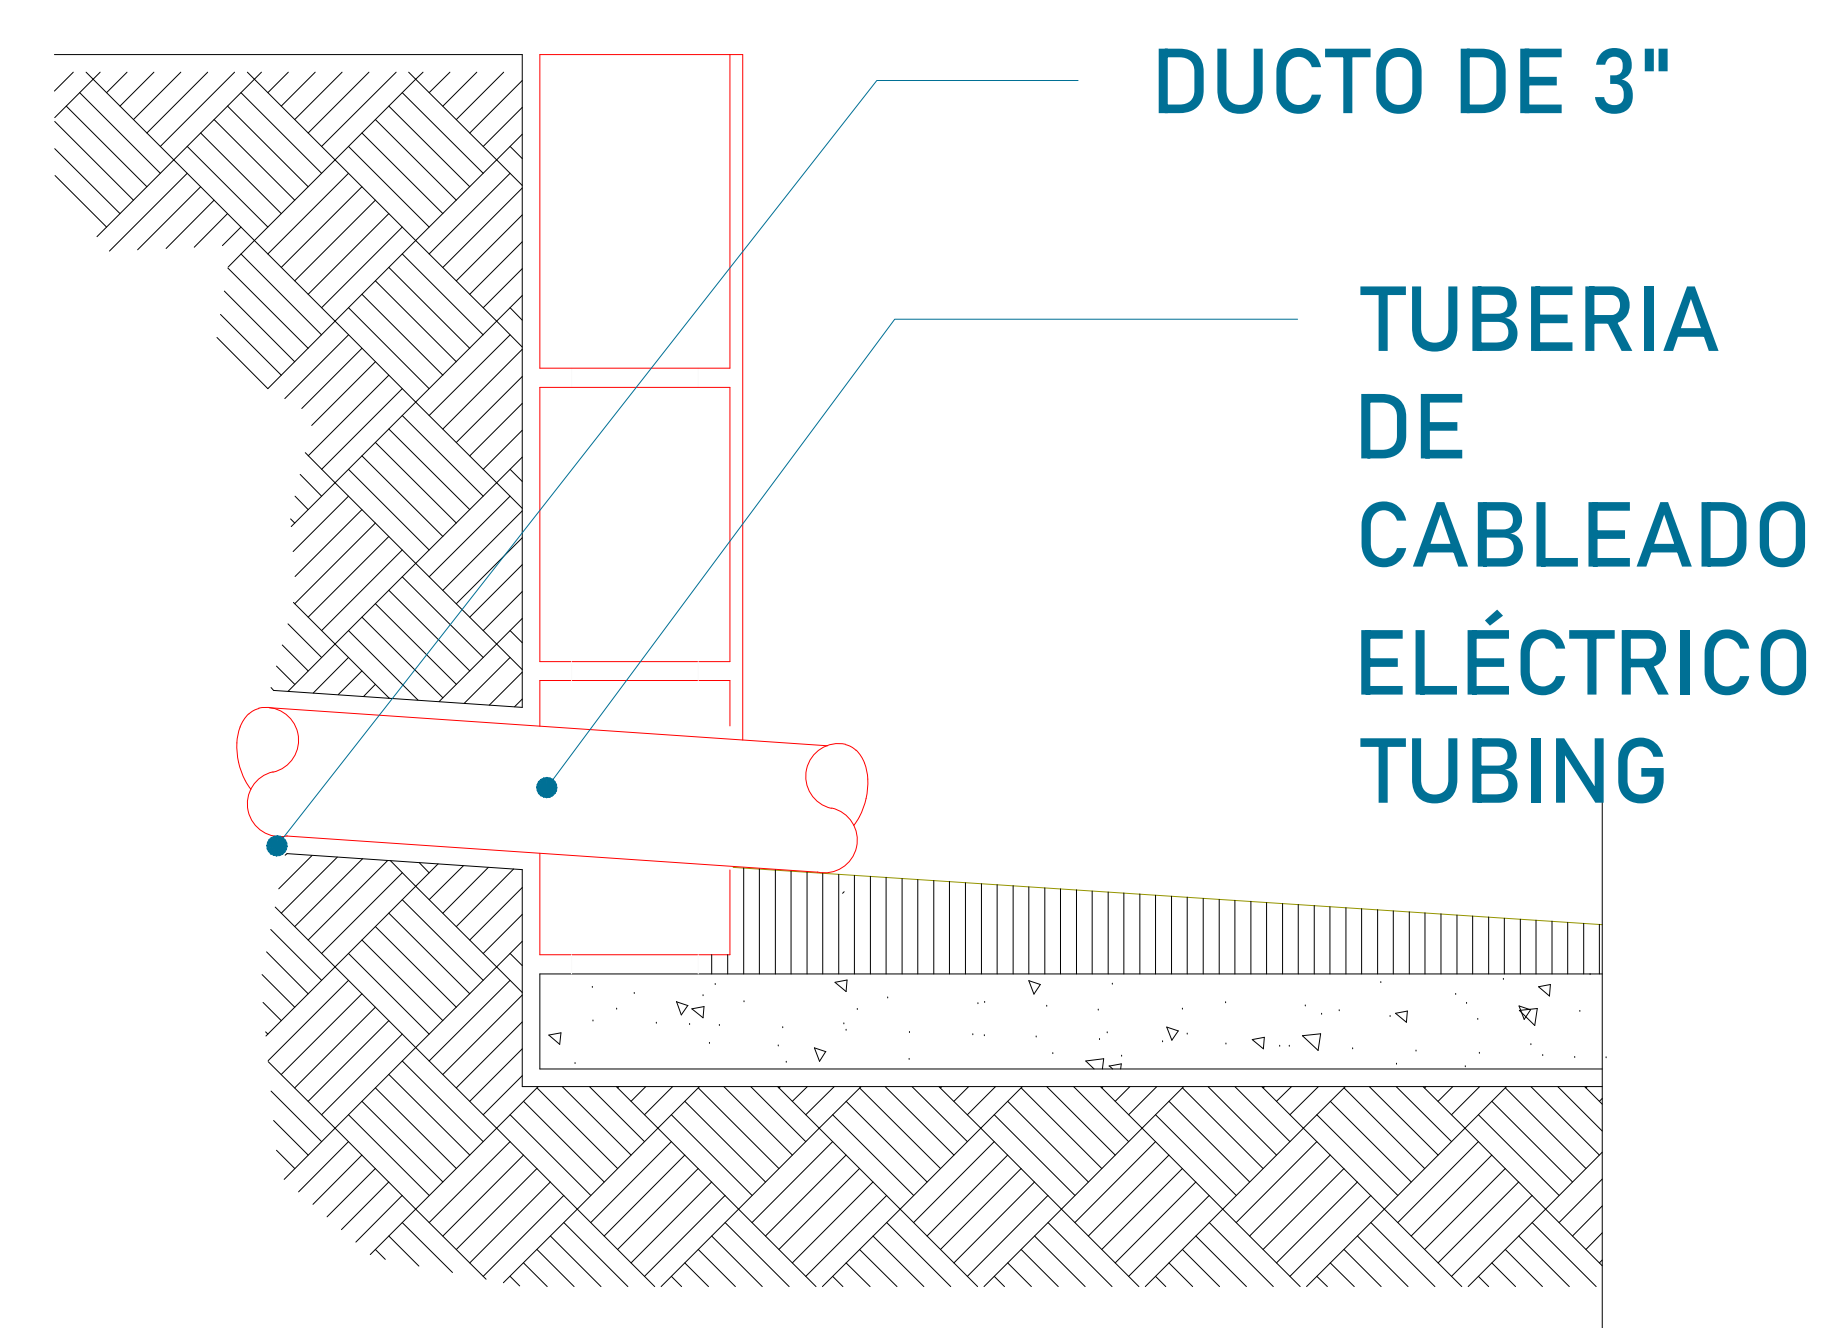 DUCTO DE 3"
TUBERIA
DE
CABLEADO
ELÉCTRICO
TUBING